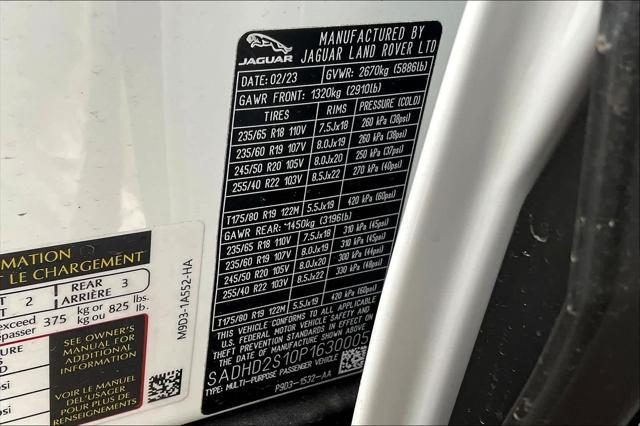 JAGUAR
MANUFACTURED BY
JAGUAR LAND ROVER LTD
DATE: 02/23 GVWR: 2670kg (5886lb)
GAWR FRONT: 1320kg (2910lb)
TIRES RIMS PRESSURE (COLD)
235/65 R18 110V 7.5Jx18 260 kPa (38psi)
235/60 R19 107V 8.0Jx19 260 kPa (38psi)
245/50 R20 105V 8.0Jx20 250 kPa (37psi)
255/40 R22 103V 8.5Jx22 270 kPa (40psi)
T175/80 R19 122M 5.5Jx19 420 kPa (60psi)
GAWR REAR: ~1450kg (3196lb)
235/65 R18 110V 7.5Jx18 310 kPa (45psi)
235/60 R19 107V 8.0Jx19 310 kPa (45psi)
245/50 R20 105V 8.0Jx20 300 kPa (44psi)
255/40 R22 103V 8.5Jx22 330 kPa (48psi)
T175/80 R19 122M 5.5Jx19 420 kPa (60psi)
THIS VEHICLE CONFORMS TO ALL APPLICABLE
U.S. FEDERAL MOTOR VEHICLE SAFETY AND
THEFT PREVENTION STANDARDS IN EFFECT ON
THE DATE OF MANUFACTURE SHOWN ABOVE
SADHD2S10P1630005
TYPE: MULTI-PURPOSE PASSENGER VEHICLE
P9D3-1532-AA
M9D3-1A552-HA
MATION
T LE CHARGEMENT
T 2 REAR ARRIÈRE 3
exceed 375 kg or 825 lbs.
passer kg ou lb.
SURE
SEE OWNER'S
MANUAL FOR
ADDITIONAL
INFORMATION
VOIR LE MANUEL
DE L'USAGER
POUR PLUS DE
RENSEIGNEMENTS